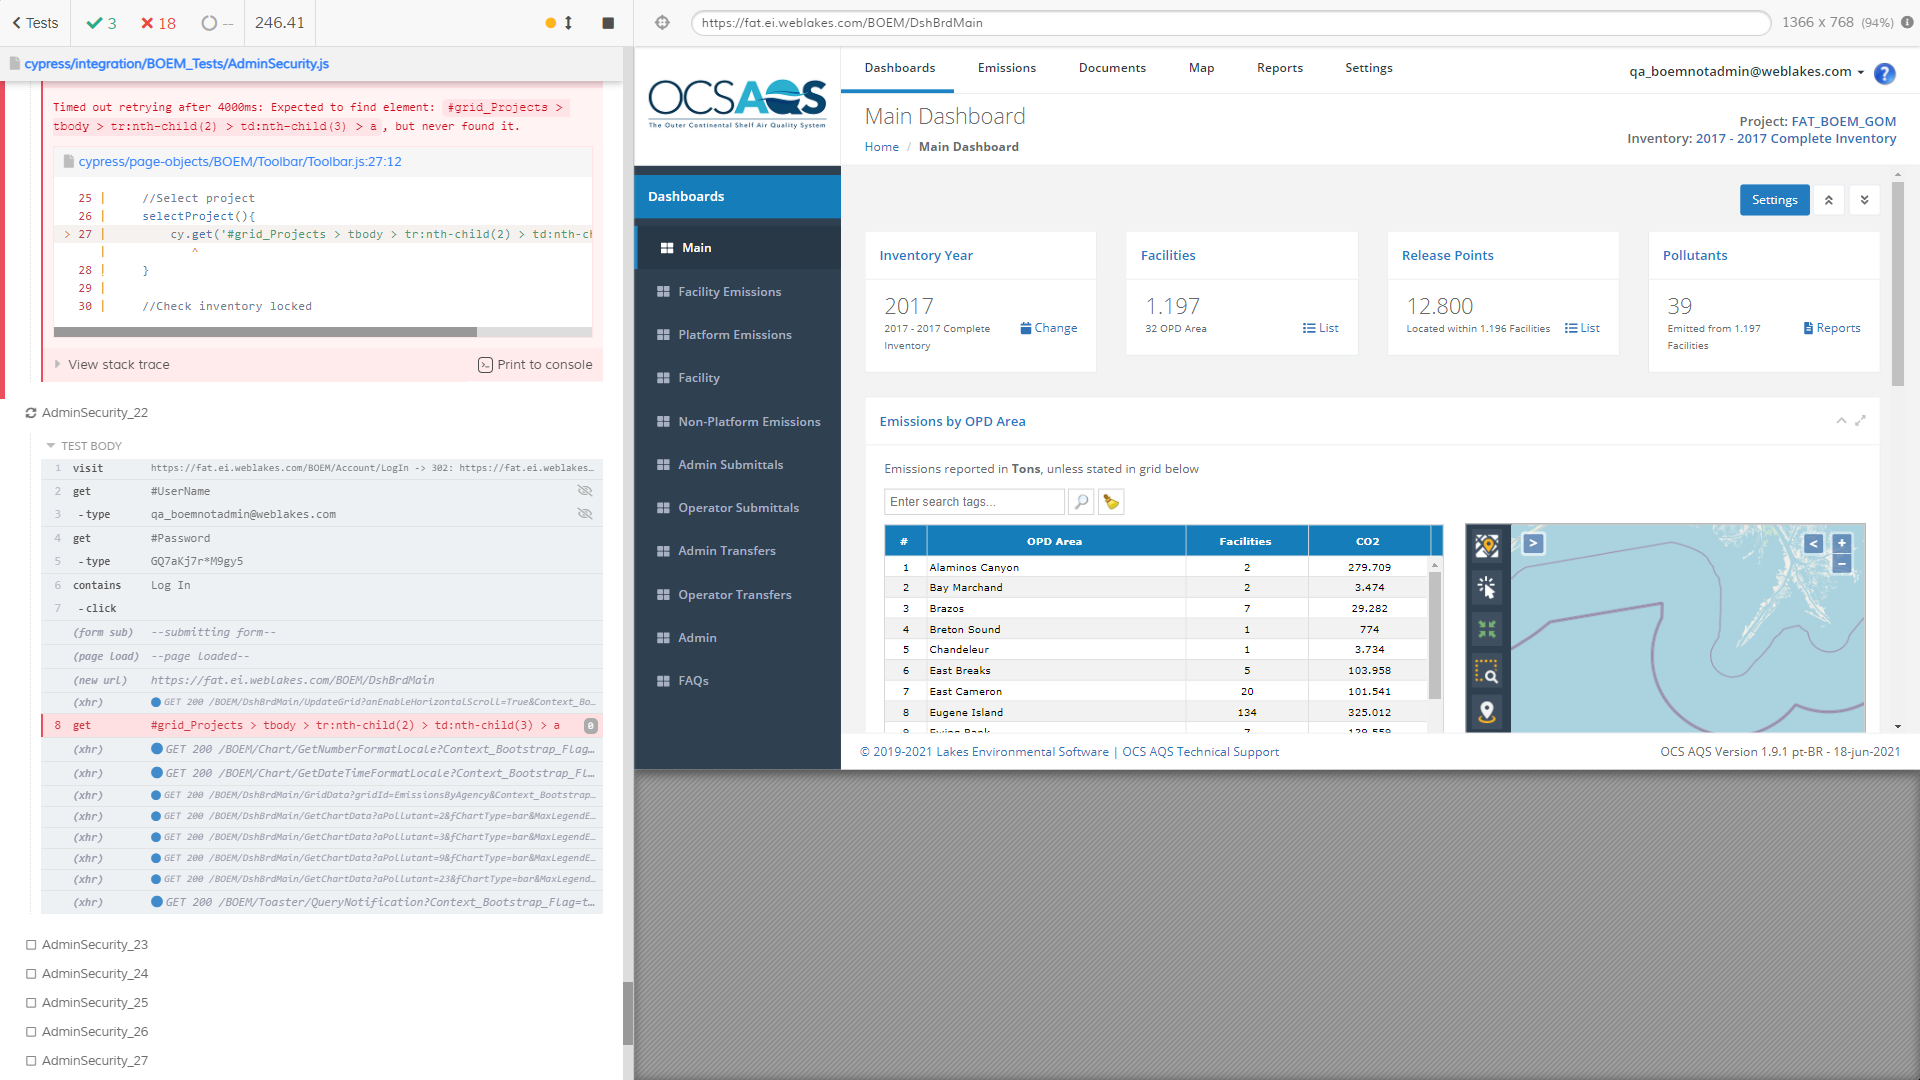 Tests
3
18
--
246.41
https://fat.ei.weblakes.com/BOEM/DshBrdMain
1366 x 768 (94%)
cypress/integration/BOEM_Tests/AdminSecurity.js
Timed out retrying after 4000ms: Expected to find element: #grid_Projects >
tbody > tr:nth-child(2) > td:nth-child(3) > a , but never found it.
cypress/page-objects/BOEM/Toolbar/Toolbar.js:27:12
25 | //Select project
26 | selectProject(){
> 27 | cy.get('#grid_Projects > tbody > tr:nth-child(2) > td:nth-ch
| ^
28 | }
29 |
30 | //Check inventory locked
View stack trace
Print to console
AdminSecurity_22
TEST BODY
1 visit https://fat.ei.weblakes.com/BOEM/Account/LogIn -> 302: https://fat.ei.weblakes...
2 get #UserName
3 -type qa_boemnotadmin@weblakes.com
4 get #Password
5 -type GQ7aKj7r*M9gy5
6 contains Log In
7 -click
(form sub) --submitting form--
(page load) --page loaded--
(new url) https://fat.ei.weblakes.com/BOEM/DshBrdMain
(xhr) GET 200 /BOEM/DshBrdMain/UpdateGrid?anEnableHorizontalScroll=True&Context_Bo...
8 get #grid_Projects > tbody > tr:nth-child(2) > td:nth-child(3) > a 0
(xhr) GET 200 /BOEM/Chart/GetNumberFormatLocale?Context_Bootstrap_Flag...
(xhr) GET 200 /BOEM/Chart/GetDateTimeFormatLocale?Context_Bootstrap_Fl...
(xhr) GET 200 /BOEM/DshBrdMain/GridData?gridId=EmissionsByAgency&Context_Bootstrap...
(xhr) GET 200 /BOEM/DshBrdMain/GetChartData?aPollutant=2&fChartType=bar&MaxLegendE...
(xhr) GET 200 /BOEM/DshBrdMain/GetChartData?aPollutant=3&fChartType=bar&MaxLegendE...
(xhr) GET 200 /BOEM/DshBrdMain/GetChartData?aPollutant=9&fChartType=bar&MaxLegendE...
(xhr) GET 200 /BOEM/DshBrdMain/GetChartData?aPollutant=23&fChartType=bar&MaxLegend...
(xhr) GET 200 /BOEM/Toaster/QueryNotification?Context_Bootstrap_Flag=t...
AdminSecurity_23
AdminSecurity_24
AdminSecurity_25
AdminSecurity_26
AdminSecurity_27
OCSAQS
The Outer Continental Shelf Air Quality System
Dashboards
Emissions
Documents
Map
Reports
Settings
qa_boemnotadmin@weblakes.com
?
Main Dashboard
Home / Main Dashboard
Project: FAT_BOEM_GOM
Inventory: 2017 - 2017 Complete Inventory
Dashboards
Main
Facility Emissions
Platform Emissions
Facility
Non-Platform Emissions
Admin Submittals
Operator Submittals
Admin Transfers
Operator Transfers
Admin
FAQs
Settings
Inventory Year
2017
2017 - 2017 Complete
Inventory
Change
Facilities
1.197
32 OPD Area
List
Release Points
12.800
Located within 1.196 Facilities
List
Pollutants
39
Emitted from 1.197
Facilities
Reports
Emissions by OPD Area
Emissions reported in Tons, unless stated in grid below
Enter search tags...
# OPD Area Facilities CO2
1 Alaminos Canyon 2 279.709
2 Bay Marchand 2 3.474
3 Brazos 7 29.282
4 Breton Sound 1 774
5 Chandeleur 1 3.734
6 East Breaks 5 103.958
7 East Cameron 20 101.541
8 Eugene Island 134 325.012
> < + −
© 2019-2021 Lakes Environmental Software | OCS AQS Technical Support
OCS AQS Version 1.9.1 pt-BR - 18-jun-2021